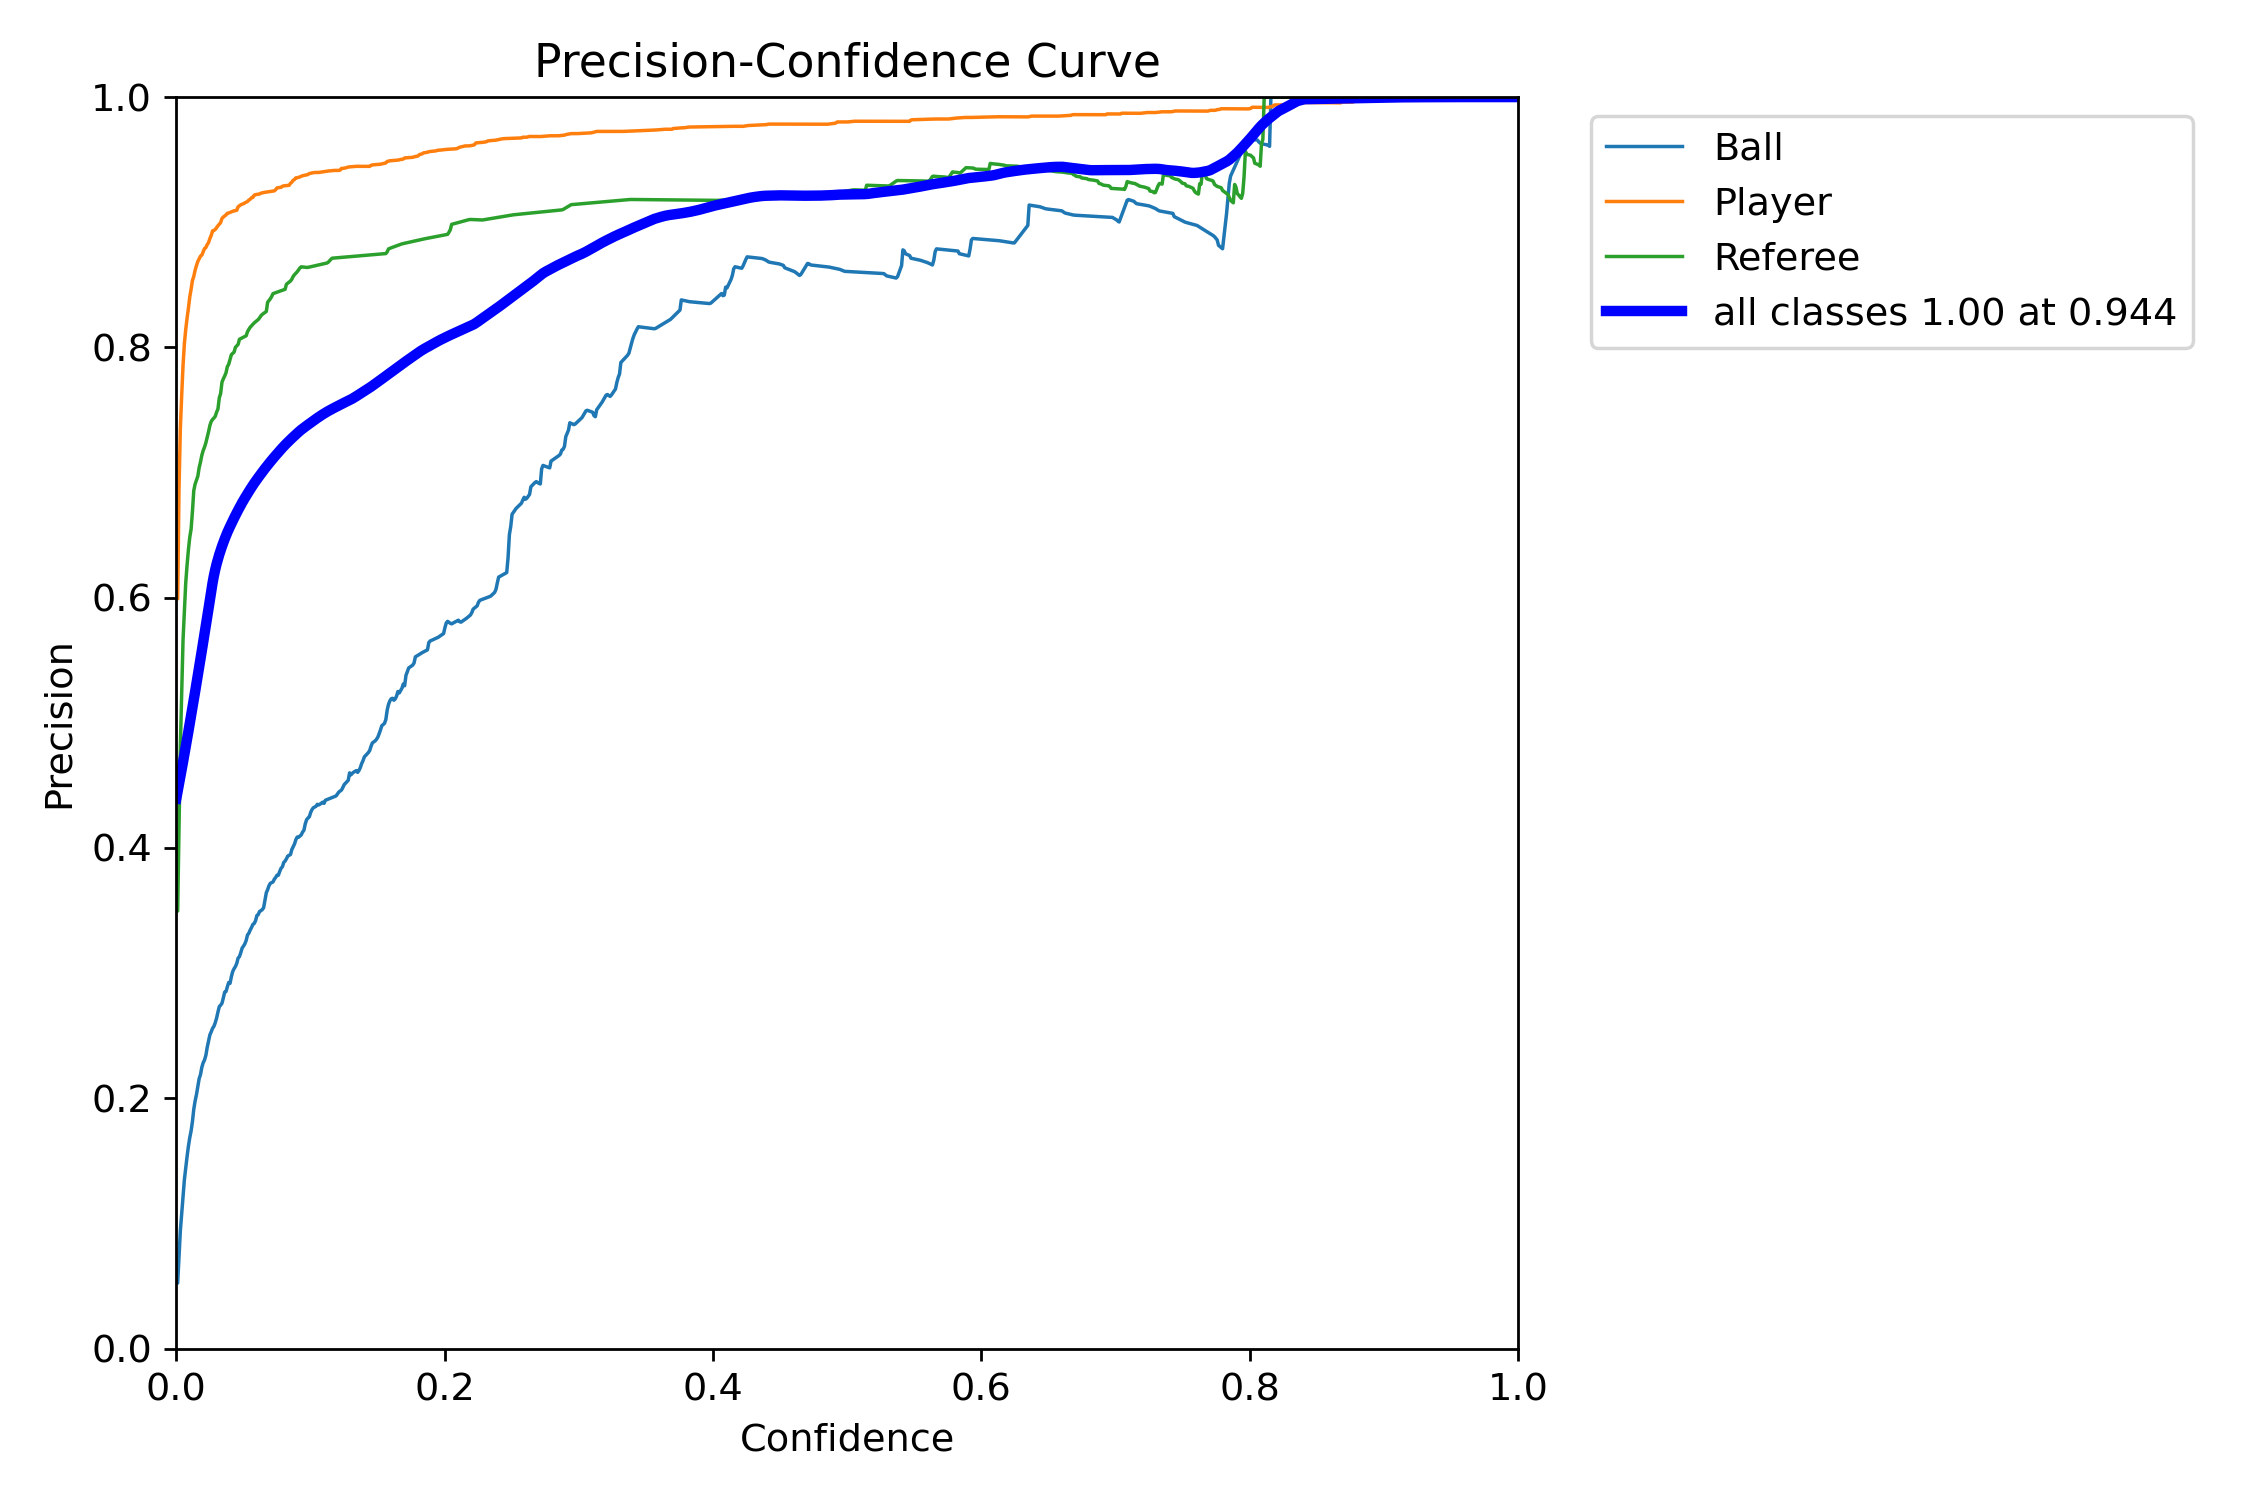 Precision-Confidence Curve
1.0
0.8
0.6
0.4
0.2
0.0
Precision
0.0 0.2 0.4 0.6 0.8 1.0
Confidence
Ball
Player
Referee
all classes 1.00 at 0.944